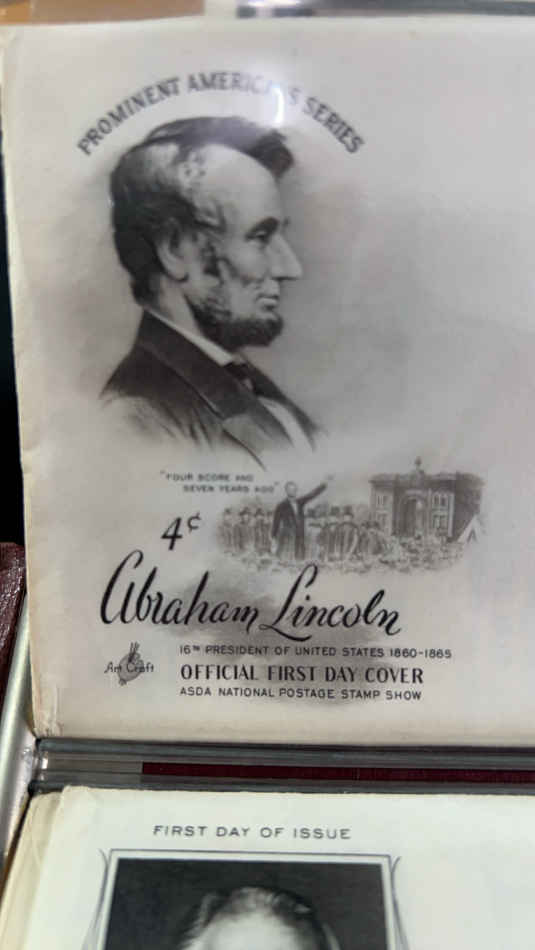 PROMINENT AMERICANS SERIES
"FOUR SCORE AND
SEVEN YEARS AGO"
4¢
Abraham Lincoln
16TH PRESIDENT OF UNITED STATES 1860-1865
Art Craft
OFFICIAL FIRST DAY COVER
ASDA NATIONAL POSTAGE STAMP SHOW
FIRST DAY OF ISSUE